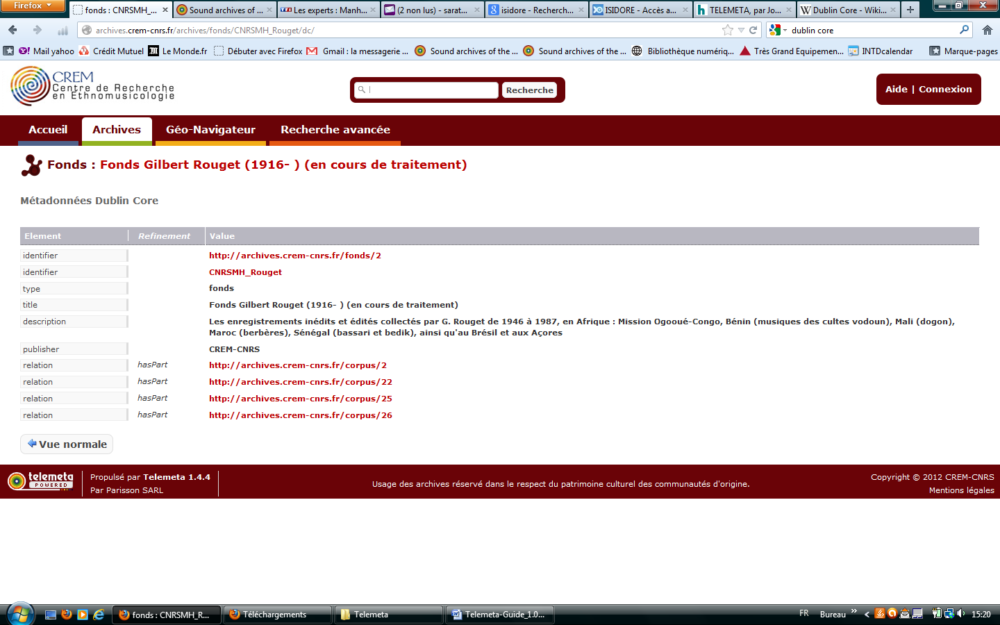 Firefox
fonds : CNRSMH_...
Sound archives of ...
Les experts : Manh...
(2 non lus) - sarat...
isidore - Recherch...
ISIDORE - Accès a...
TELEMETA, par Jo...
Dublin Core - Wiki...
archives.crem-cnrs.fr/archives/fonds/CNRSMH_Rouget/dc/
dublin core
Mail yahoo
Crédit Mutuel
Le Monde.fr
Débuter avec Firefox
Gmail : la messagerie ...
Sound archives of the ...
Sound archives of the ...
Bibliothèque numériq...
Très Grand Equipemen...
INTDcalendar
Marque-pages
CREM
Centre de Recherche
en Ethnomusicologie
Recherche
Aide | Connexion
Accueil
Archives
Géo-Navigateur
Recherche avancée
Fonds : Fonds Gilbert Rouget (1916- ) (en cours de traitement)
Métadonnées Dublin Core
Element Refinement Value
identifier http://archives.crem-cnrs.fr/fonds/2
identifier CNRSMH_Rouget
type fonds
title Fonds Gilbert Rouget (1916- ) (en cours de traitement)
description Les enregistrements inédits et édités collectés par G. Rouget de 1946 à 1987, en Afrique : Mission Ogooué-Congo, Bénin (musiques des cultes vodoun), Mali (dogon),
Maroc (berbères), Sénégal (bassari et bedik), ainsi qu'au Brésil et aux Açores
publisher CREM-CNRS
relation hasPart http://archives.crem-cnrs.fr/corpus/2
relation hasPart http://archives.crem-cnrs.fr/corpus/22
relation hasPart http://archives.crem-cnrs.fr/corpus/25
relation hasPart http://archives.crem-cnrs.fr/corpus/26
Vue normale
telemeta
POWERED
Propulsé par Telemeta 1.4.4
Par Parisson SARL
Usage des archives réservé dans le respect du patrimoine culturel des communautés d'origine.
Copyright © 2012 CREM-CNRS
Mentions légales
fonds : CNRSMH_R...
Téléchargements
Telemeta
Telemeta-Guide_1.0...
FR
Bureau
15:20